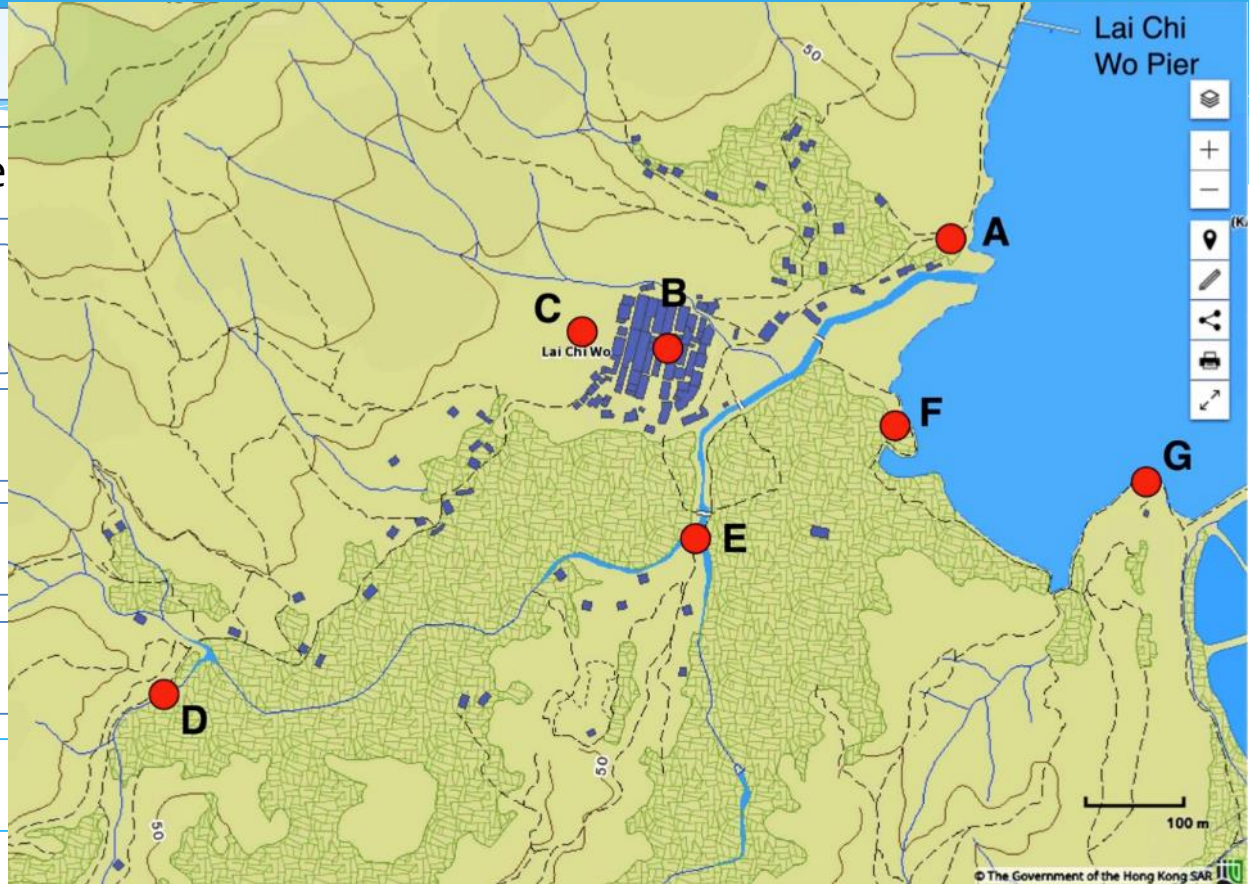 Lai Chi
Wo Pier
50
e
(K
A
B
C
Lai Chi Wo
F
G
E
D
50
50
100 m
© The Government of the Hong Kong SAR